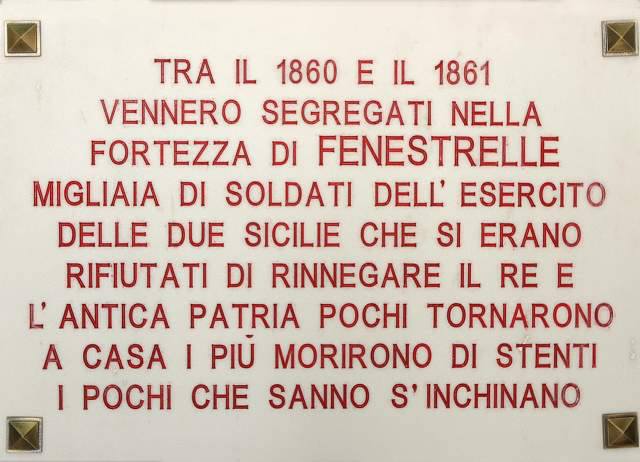 TRA IL 1860 E IL 1861
VENNERO SEGREGATI NELLA
FORTEZZA DI FENESTRELLE
MIGLIAIA DI SOLDATI DELL' ESERCITO
DELLE DUE SICILIE CHE SI ERANO
RIFIUTATI DI RINNEGARE IL RE E
L' ANTICA PATRIA POCHI TORNARONO
A CASA I PIÙ MORIRONO DI STENTI
I POCHI CHE SANNO S' INCHINANO